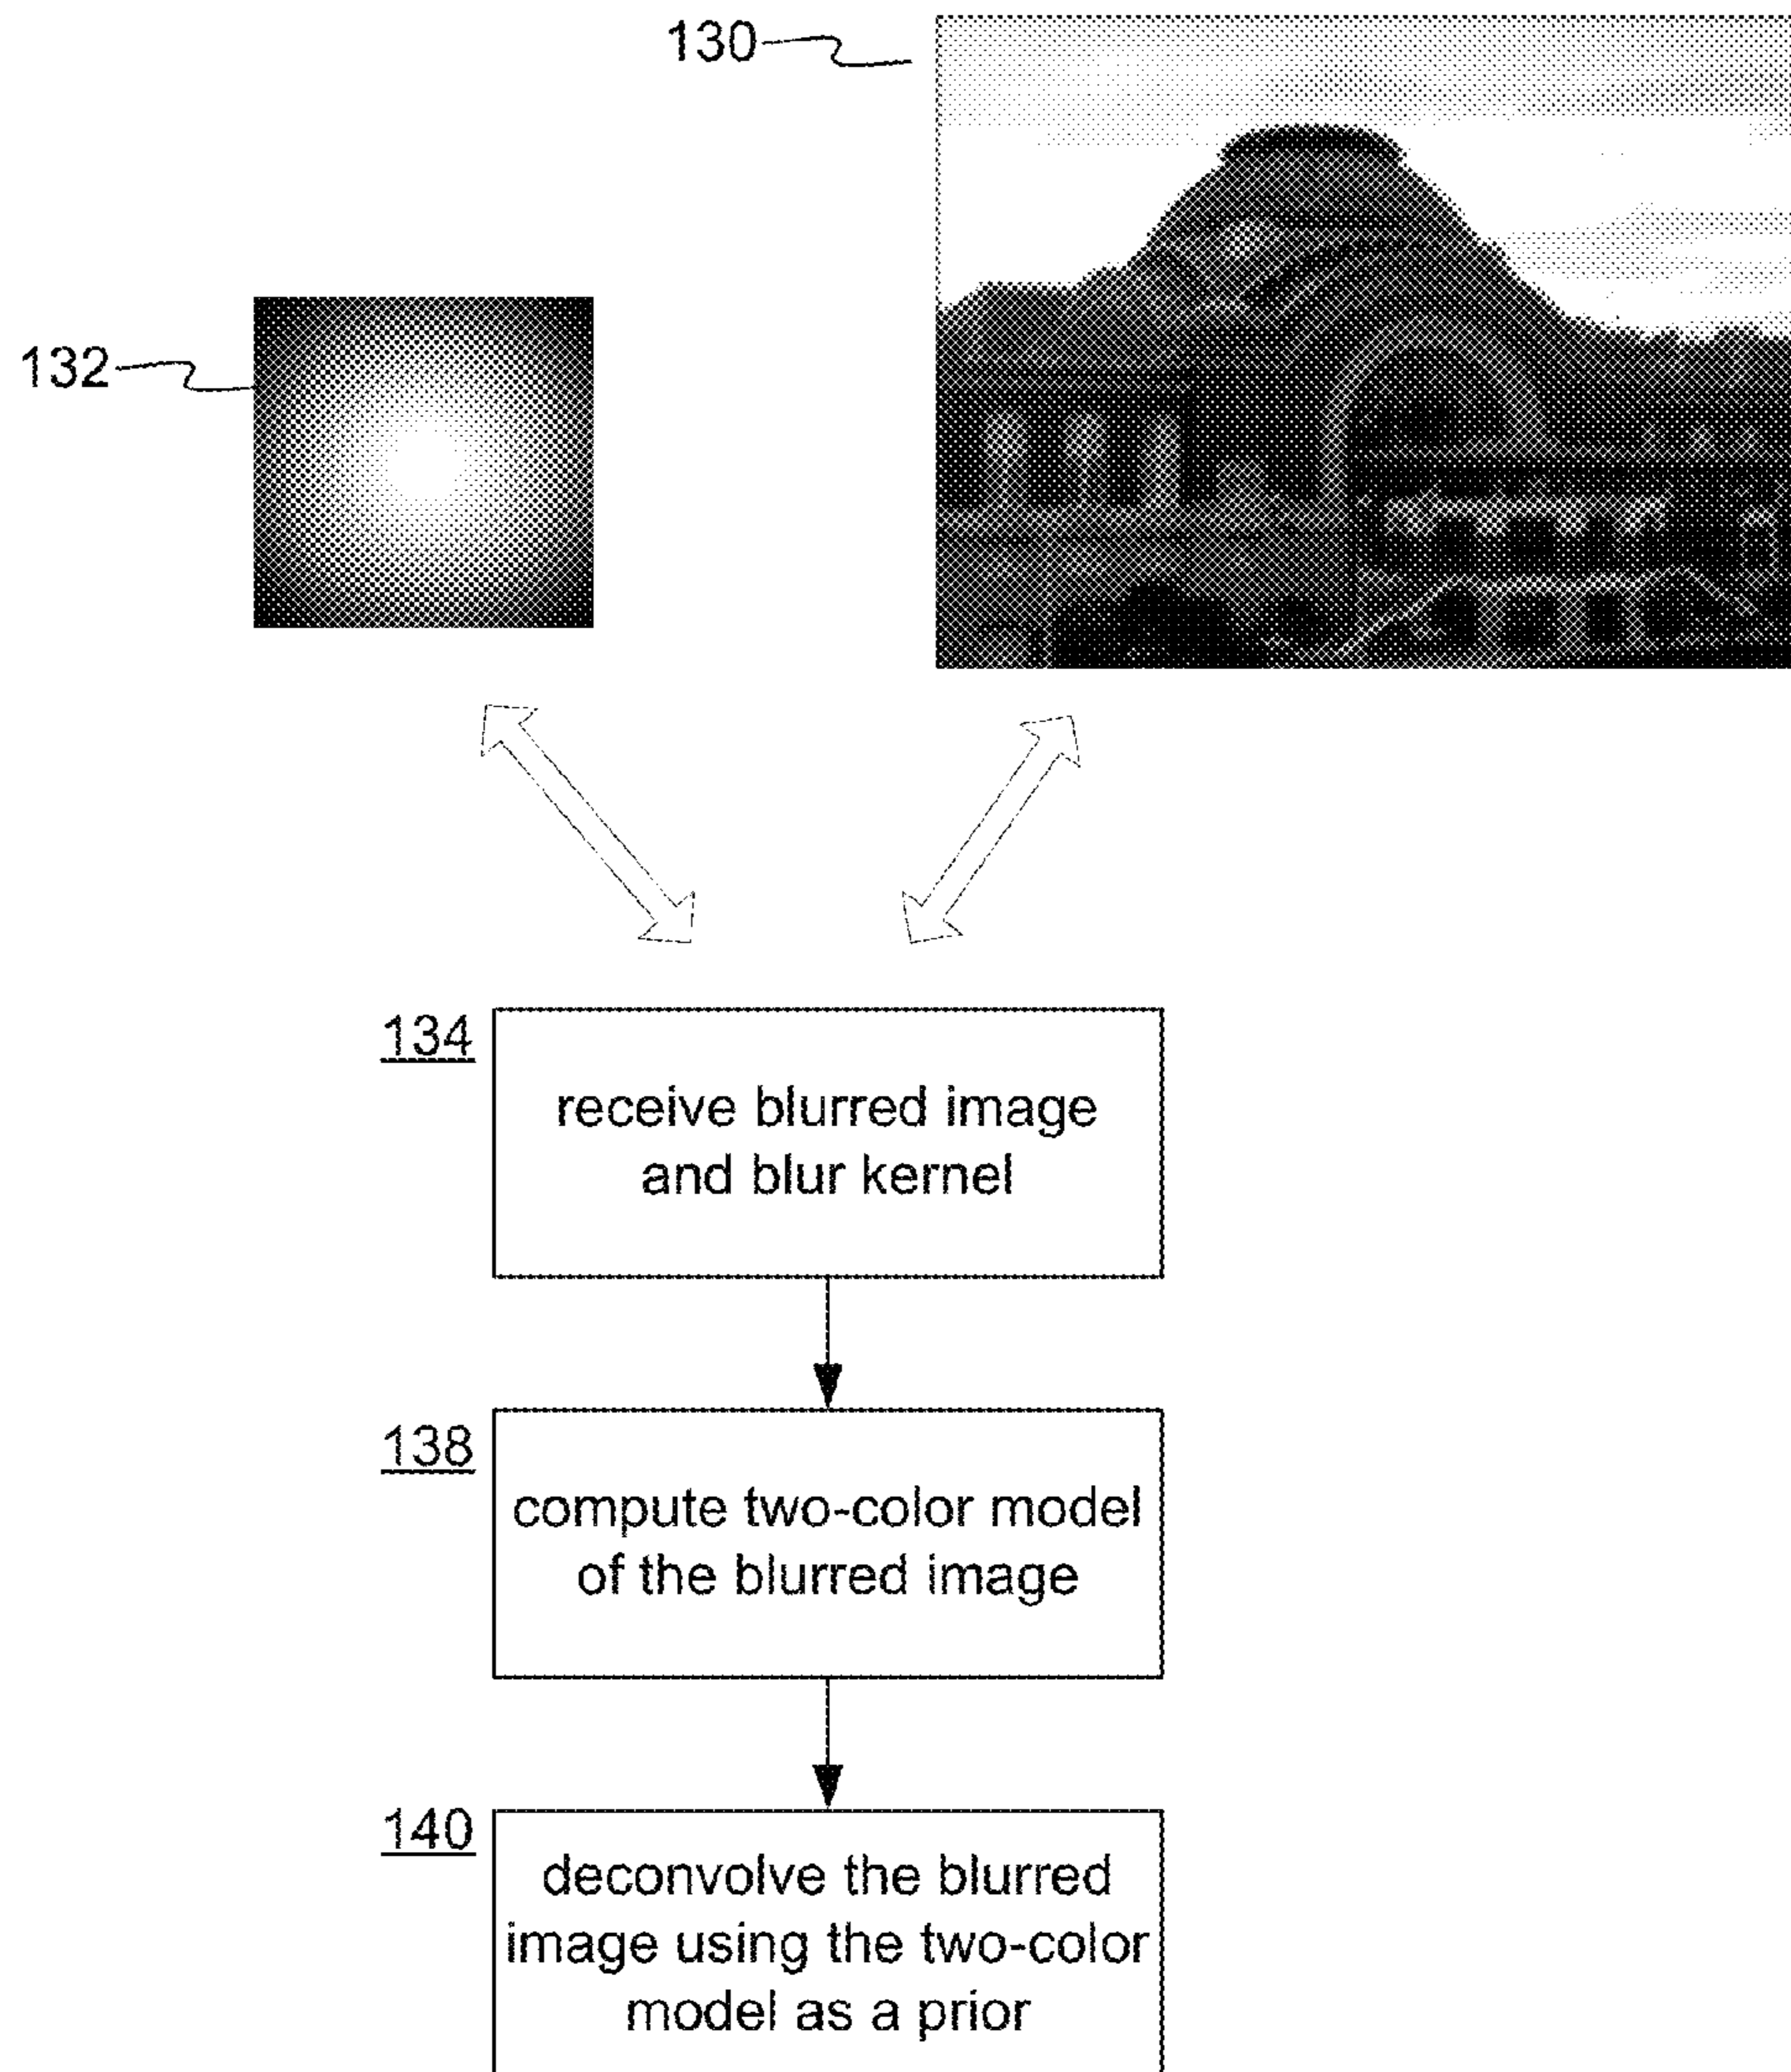 130
132
134
receive blurred image
and blur kernel
138
compute two-color model
of the blurred image
140
deconvolve the blurred
image using the two-color
model as a prior